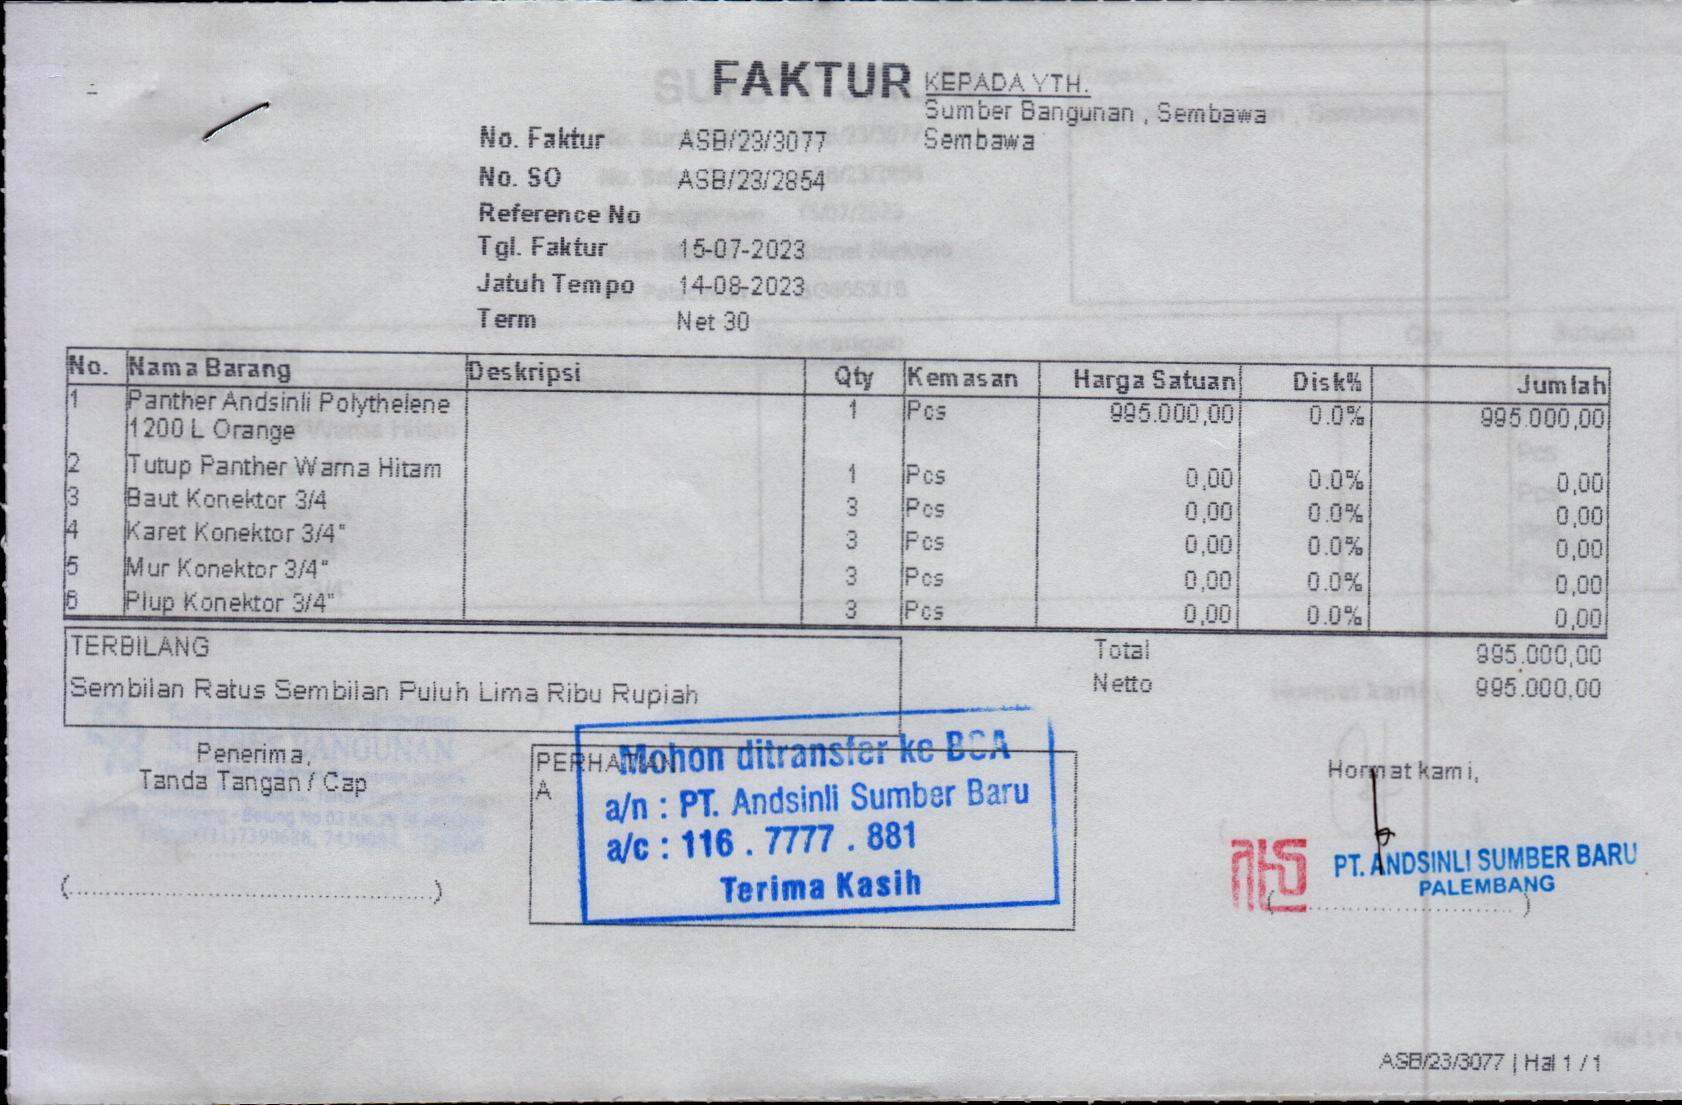 FAKTUR
KEPADA YTH.
Sumber Bangunan , Sembawa
Sembawa
No. Faktur ASB/23/3077
No. SO ASB/23/2854
Reference No
Tgl. Faktur 15-07-2023
Jatuh Tempo 14-08-2023
Term Net 30
No. Nama Barang Deskripsi Qty Kemasan Harga Satuan Disk% Jumlah
1 Panther Andsinli Polythelene 1 Pcs 995.000,00 0.0% 995.000,00
1200 L Orange
2 Tutup Panther Warna Hitam 1 Pcs 0,00 0.0% 0,00
3 Baut Konektor 3/4 3 Pcs 0,00 0.0% 0,00
4 Karet Konektor 3/4" 3 Pcs 0,00 0.0% 0,00
5 Mur Konektor 3/4" 3 Pcs 0,00 0.0% 0,00
6 Plup Konektor 3/4" 3 Pcs 0,00 0.0% 0,00
TERBILANG
Sembilan Ratus Sembilan Puluh Lima Ribu Rupiah
Total 995.000,00
Netto 995.000,00
Penerima,
Tanda Tangan / Cap
(..........................................)
PERHATIAN
A
Mohon ditransfer ke BCA
a/n : PT. Andsinli Sumber Baru
a/c : 116 . 7777 . 881
Terima Kasih
Hormat kami,
PT. ANDSINLI SUMBER BARU
PALEMBANG
(..............................)
ASB/23/3077 | Hal 1 / 1